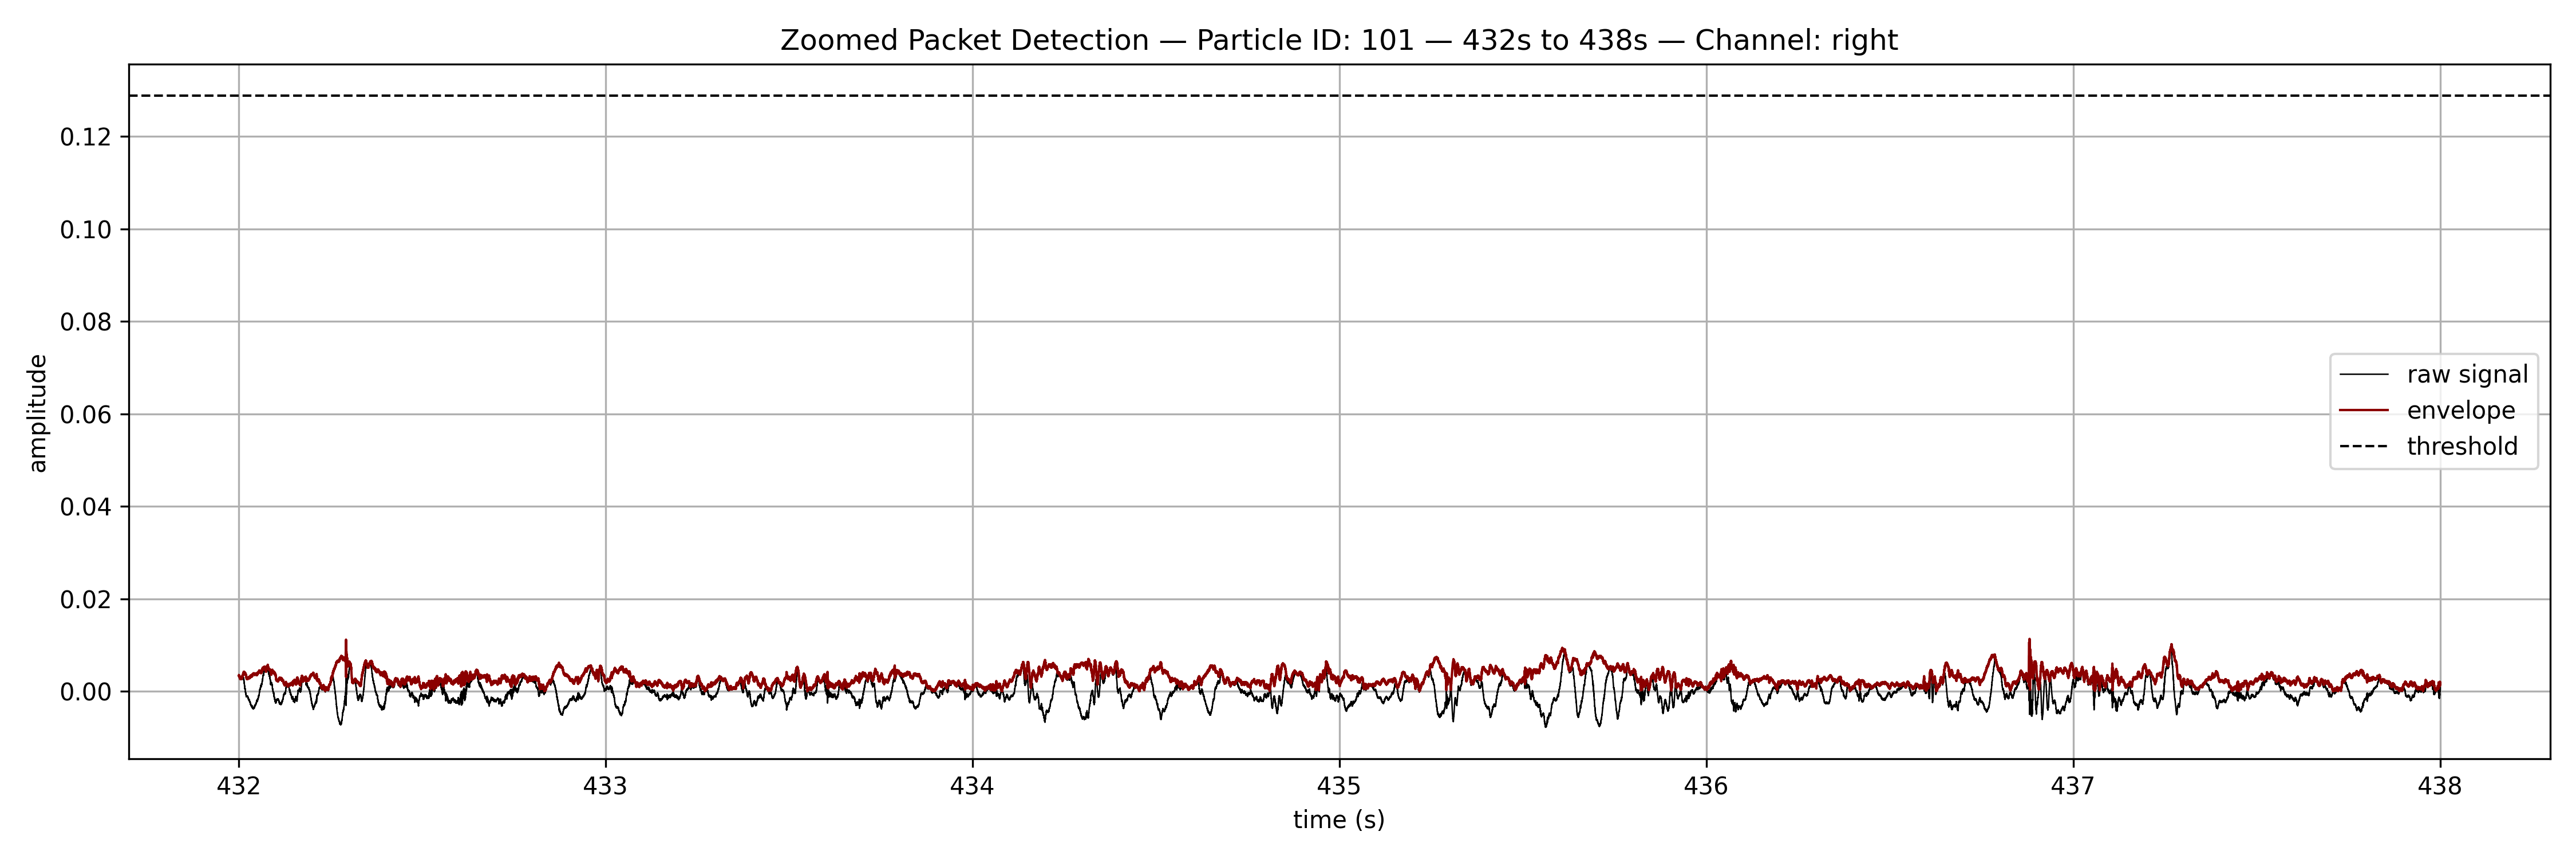 Zoomed Packet Detection — Particle ID: 101 — 432s to 438s — Channel: right
amplitude
0.12
0.10
0.08
0.06
0.04
0.02
0.00
raw signal
envelope
threshold
432 433 434 435 436 437 438
time (s)